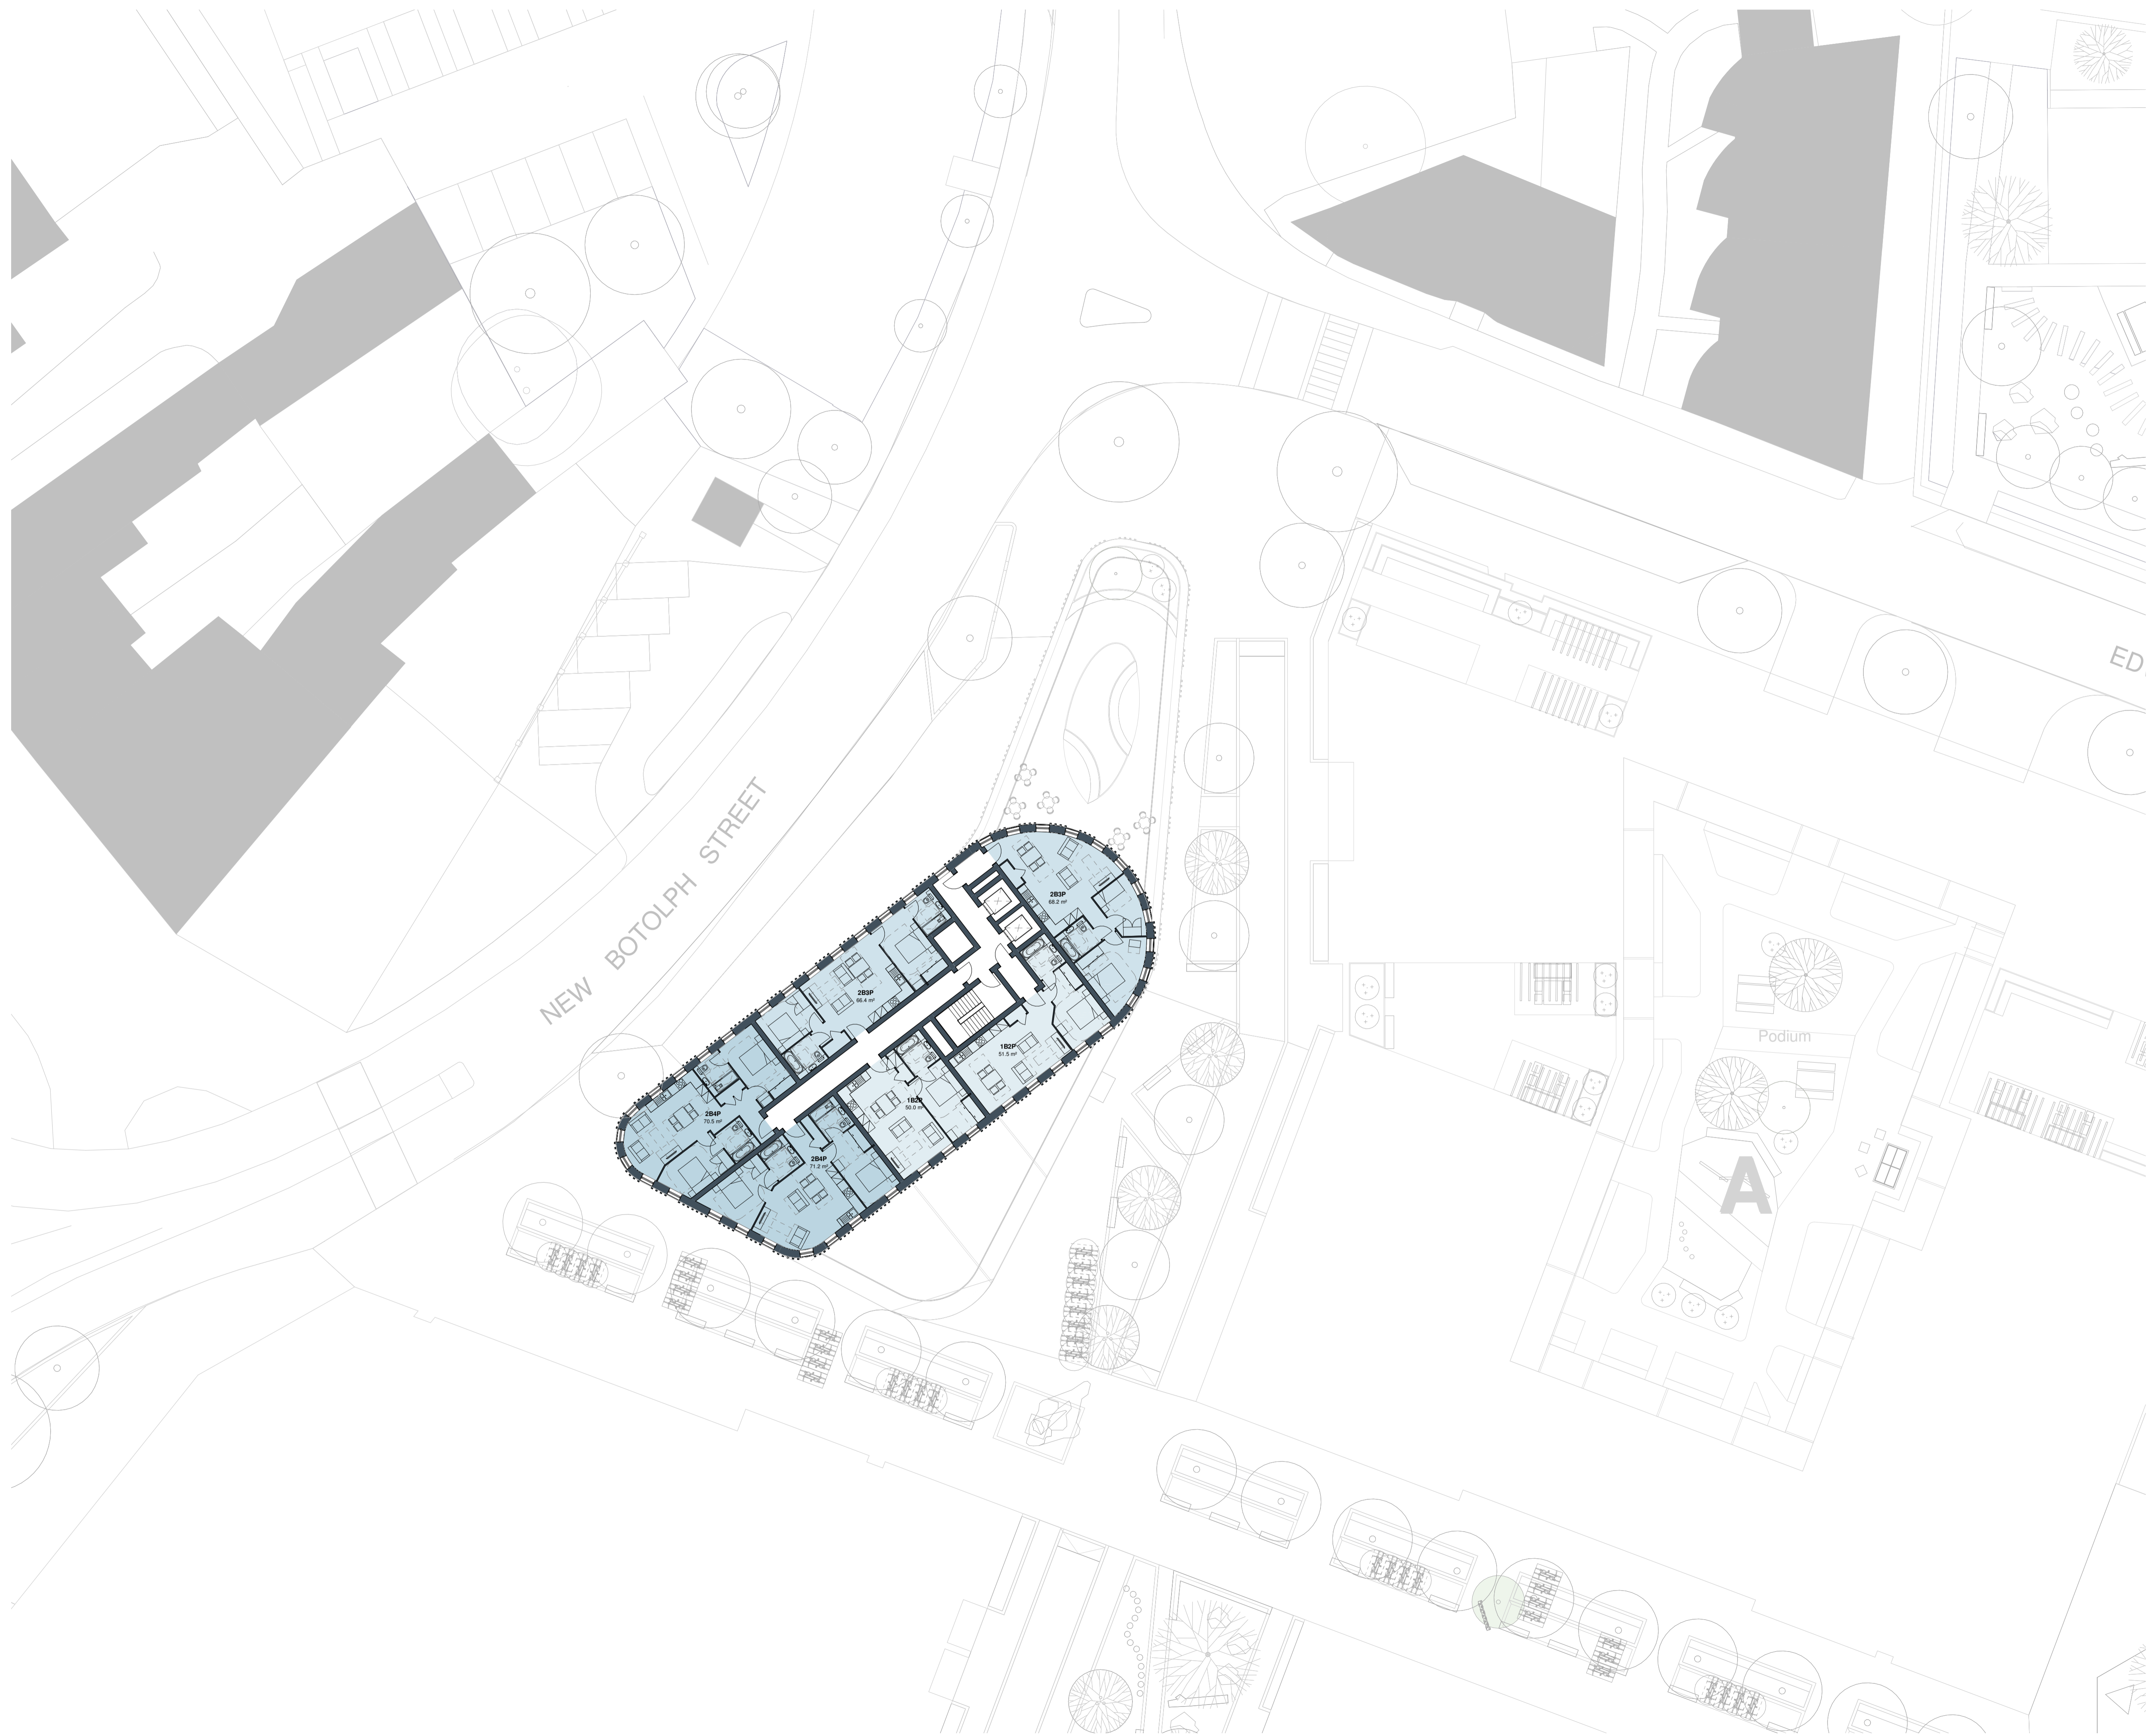 ED
NEW BOTOLPH STREET
2B3P
68.2 m²
2B3P
66.4 m²
1B2P
51.5 m²
1B2P
50.0 m²
2B4P
70.5 m²
2B4P
71.2 m²
Podium
A